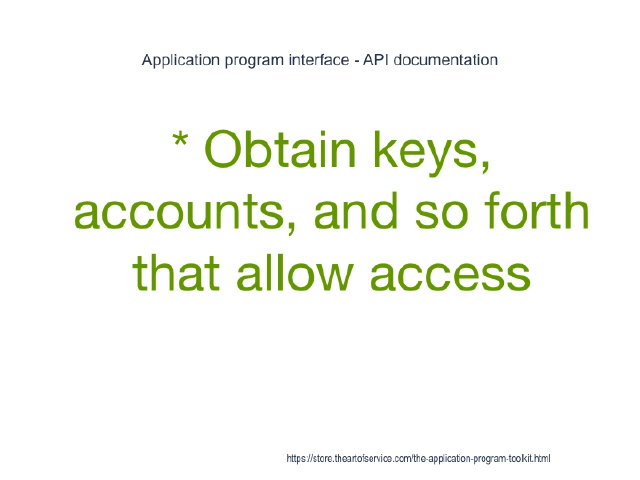 Application program interface - API documentation
* Obtain keys,
accounts, and so forth
that allow access
https://store.theartofservice.com/the-application-program-toolkit.html